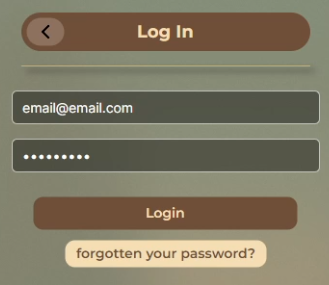 Log In
email@email.com
•••••••••
Login
forgotten your password?